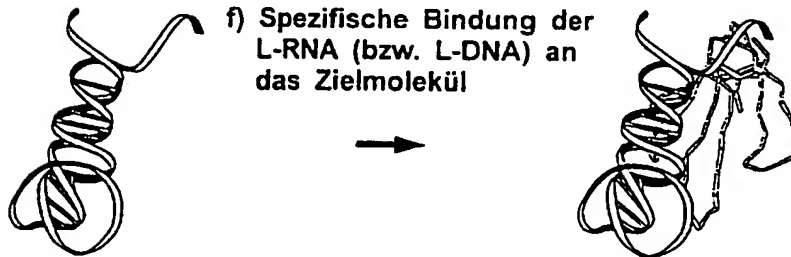 f) Spezifische Bindung der
L-RNA (bzw. L-DNA) an
das Zielmolekül